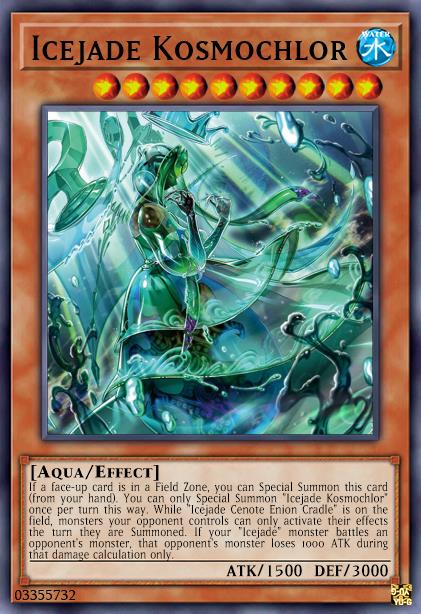 Icejade Kosmochlor
WATER
水
[Aqua/Effect]
If a face-up card is in a Field Zone, you can Special Summon this card
(from your hand). You can only Special Summon "Icejade Kosmochlor"
once per turn this way. While "Icejade Cenote Enion Cradle" is on the
field, monsters your opponent controls can only activate their effects
the turn they are Summoned. If your "Icejade" monster battles an
opponent's monster, that opponent's monster loses 1000 ATK during
that damage calculation only.
ATK/1500 DEF/3000
03355732